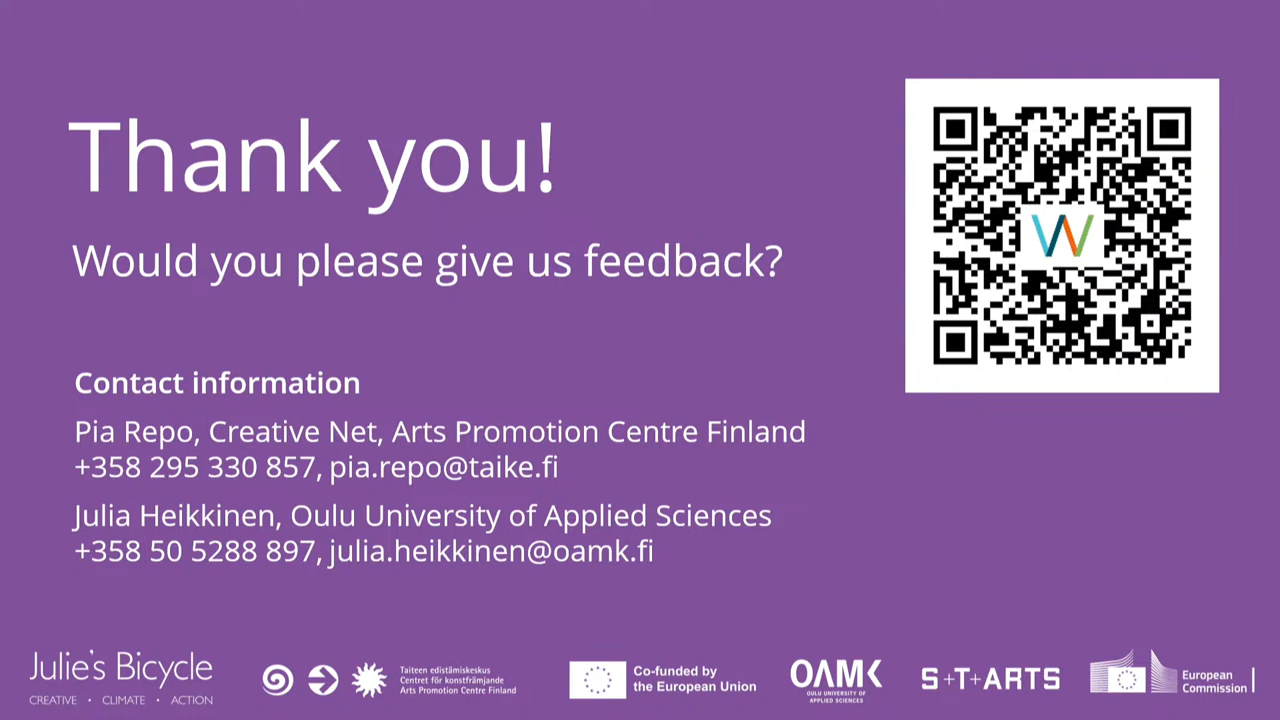 Thank you!
Would you please give us feedback?
Contact information
Pia Repo, Creative Net, Arts Promotion Centre Finland
+358 295 330 857, pia.repo@taike.fi
Julia Heikkinen, Oulu University of Applied Sciences
+358 50 5288 897, julia.heikkinen@oamk.fi
Julie's Bicycle
CREATIVE • CLIMATE • ACTION
Taiteen edistämiskeskus
Centret för konstfrämjande
Arts Promotion Centre Finland
Co-funded by
the European Union
OAMK
OULU UNIVERSITY OF
APPLIED SCIENCES
S+T+ARTS
European
Commission